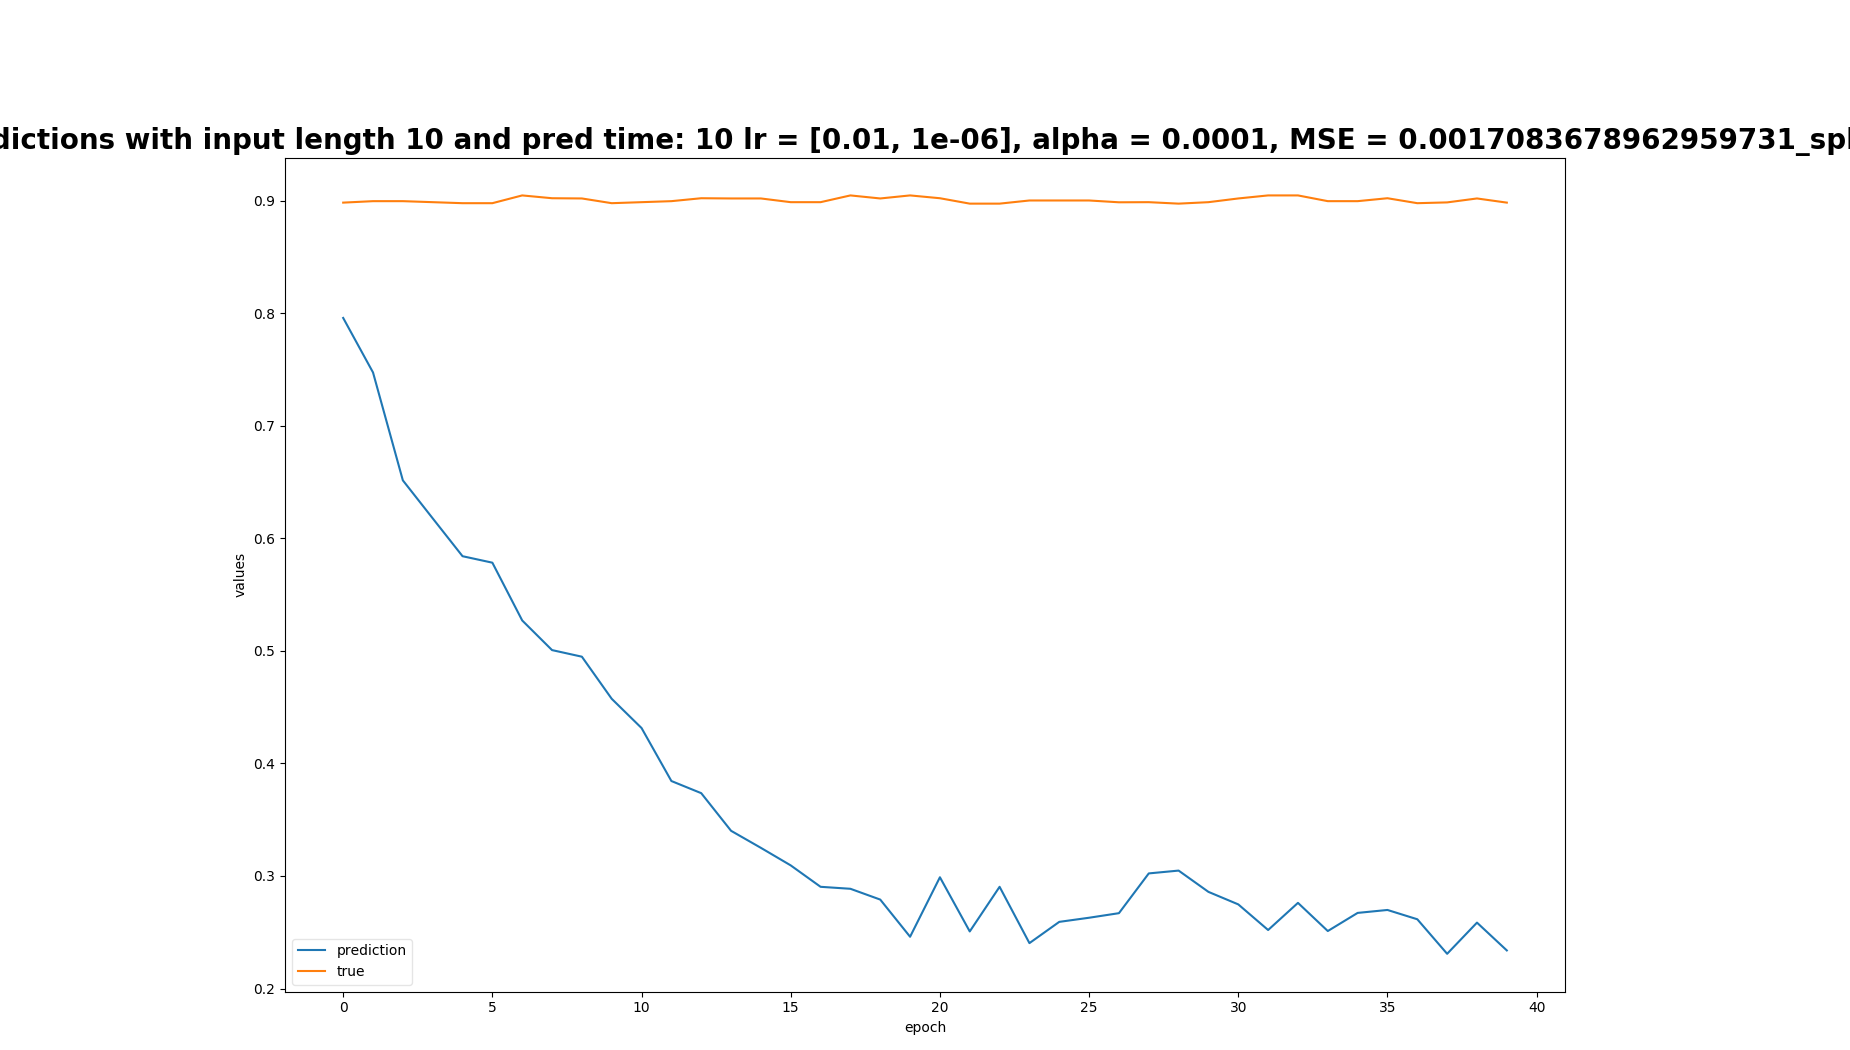 dictions with input length 10 and pred time: 10 lr = [0.01, 1e-06], alpha = 0.0001, MSE = 0.0017083678962959731_spl
0.9
0.8
0.7
0.6
0.5
0.4
0.3
0.2
values
prediction
true
0 5 10 15 20 25 30 35 40
epoch